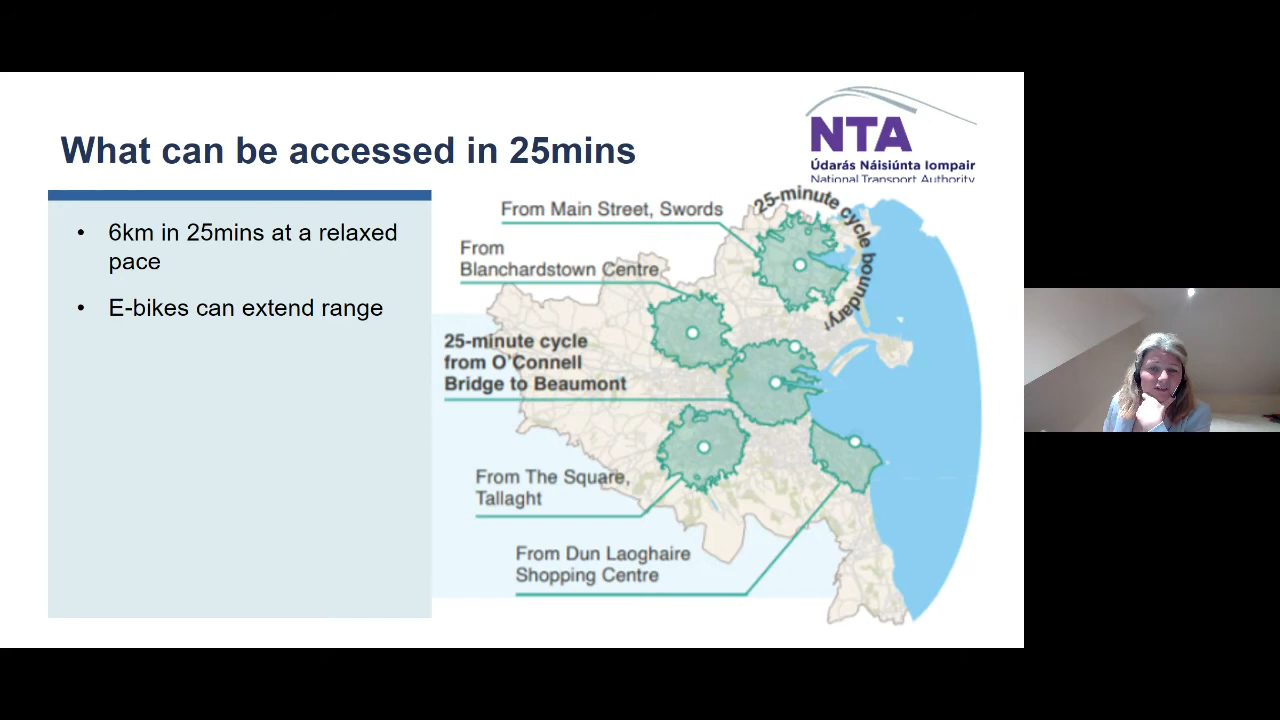 What can be accessed in 25mins
NTA
Údarás Náisiúnta Iompair
National Transport Authority
• 6km in 25mins at a relaxed
pace
• E-bikes can extend range
25-minute cycle boundary!
From Main Street, Swords
From
Blanchardstown Centre
25-minute cycle
from O'Connell
Bridge to Beaumont
From The Square,
Tallaght
From Dun Laoghaire
Shopping Centre